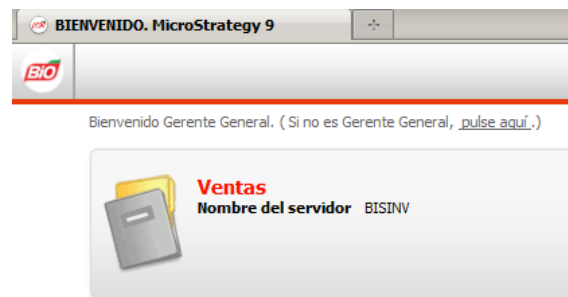 BIENVENIDO. MicroStrategy 9
BIO
Bienvenido Gerente General. ( Si no es Gerente General, pulse aquí .)
Ventas
Nombre del servidor BISINV